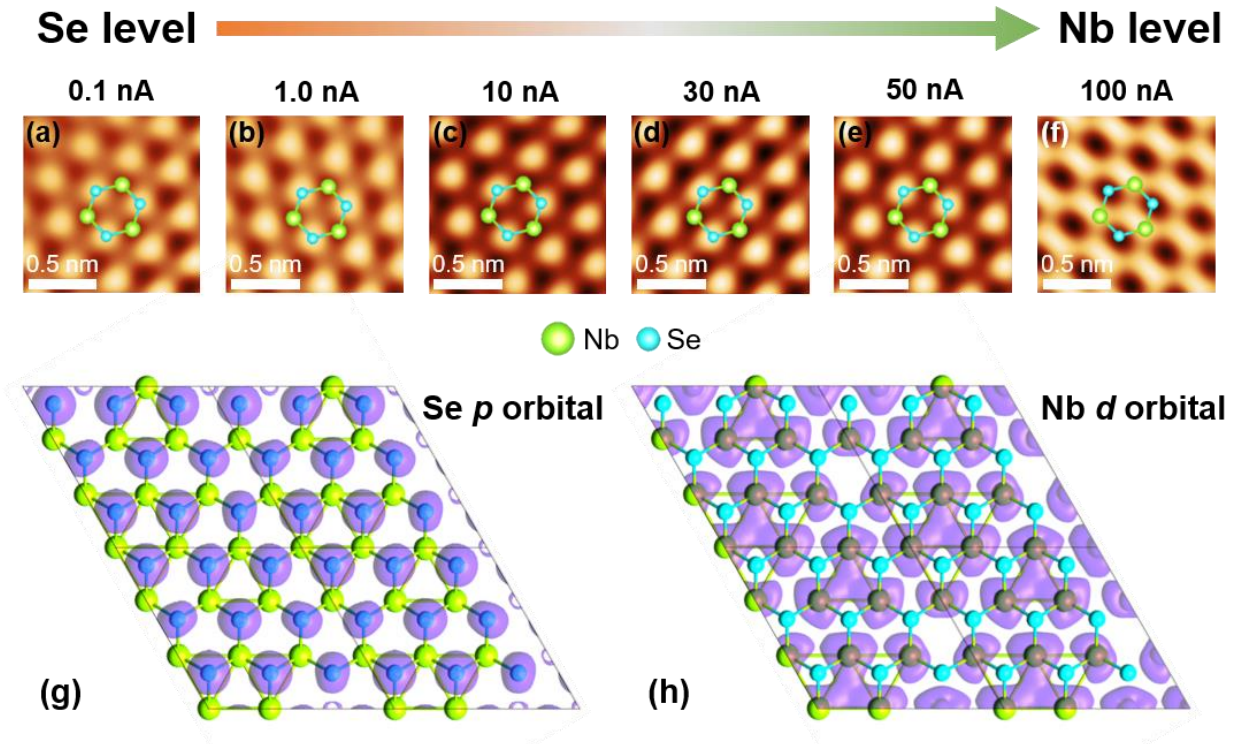 Se level
Nb level
0.1 nA
1.0 nA
10 nA
30 nA
50 nA
100 nA
(a)
(b)
(c)
(d)
(e)
(f)
0.5 nm
0.5 nm
0.5 nm
0.5 nm
0.5 nm
0.5 nm
Nb
Se
Se p orbital
Nb d orbital
(g)
(h)